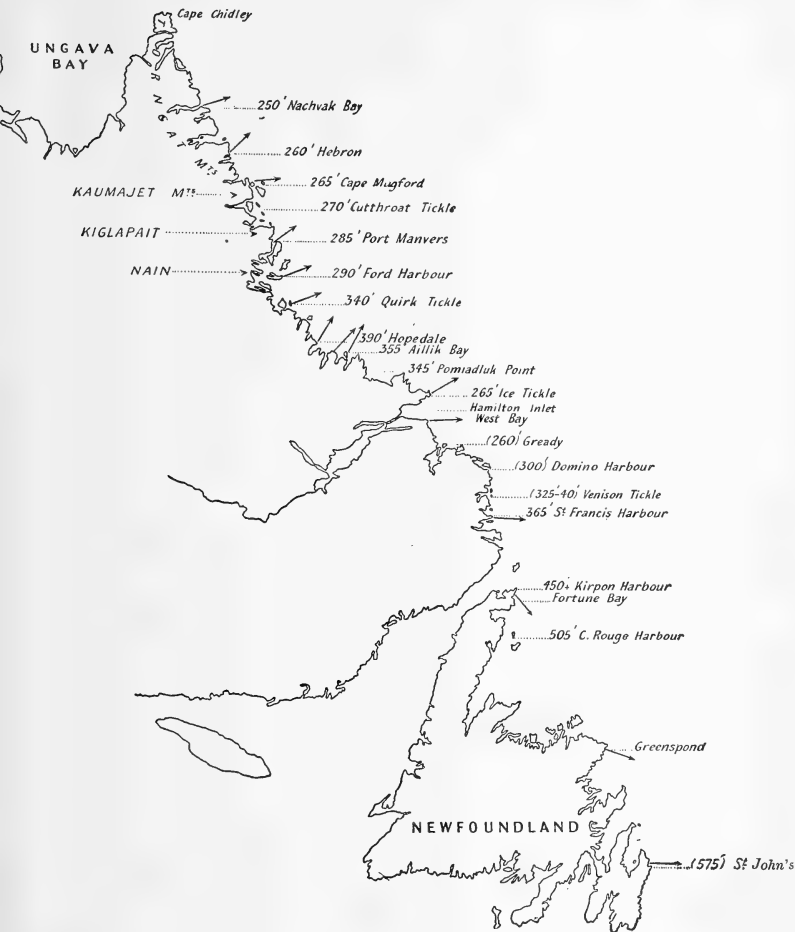 Cape Chidley
UNGAVA
BAY
TORNGAT MTS
250' Nachvak Bay
260' Hebron
265' Cape Mugford
KAUMAJET MTS
270' Cutthroat Tickle
KIGLAPAIT
285' Port Manvers
NAIN
290' Ford Harbour
340' Quirk Tickle
390' Hopedale
355' Aillik Bay
345' Pomiadluk Point
265' Ice Tickle
Hamilton Inlet
West Bay
(260)' Gready
(300)' Domino Harbour
(325-40)' Venison Tickle
365' St Francis Harbour
450+ Kirpon Harbour
Fortune Bay
505' C. Rouge Harbour
Greenspond
NEWFOUNDLAND
(575') St John's